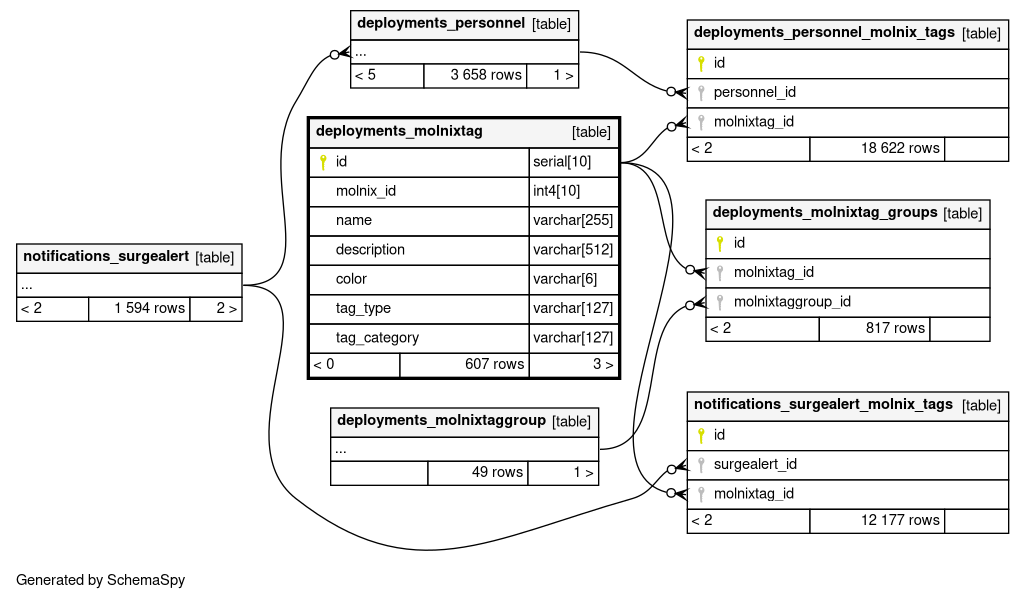 deployments_personnel [table]
...
< 5 3 658 rows 1 >
deployments_personnel_molnix_tags [table]
id
personnel_id
molnixtag_id
< 2 18 622 rows
deployments_molnixtag [table]
id serial[10]
molnix_id int4[10]
name varchar[255]
description varchar[512]
color varchar[6]
tag_type varchar[127]
tag_category varchar[127]
< 0 607 rows 3 >
deployments_molnixtag_groups [table]
id
molnixtag_id
molnixtaggroup_id
< 2 817 rows
notifications_surgealert [table]
...
< 2 1 594 rows 2 >
deployments_molnixtaggroup [table]
...
49 rows 1 >
notifications_surgealert_molnix_tags [table]
id
surgealert_id
molnixtag_id
< 2 12 177 rows
Generated by SchemaSpy